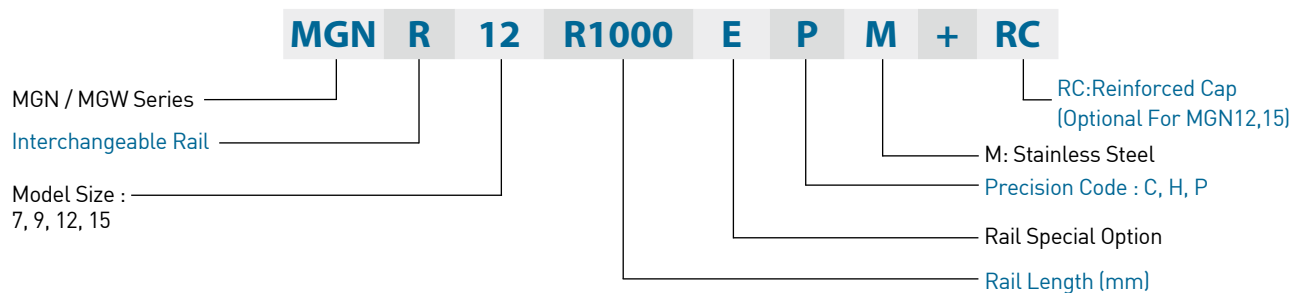 MGN R 12 R1000 E P M + RC
MGN / MGW Series
Interchangeable Rail
Model Size :
7, 9, 12, 15
RC:Reinforced Cap
(Optional For MGN12,15)
M: Stainless Steel
Precision Code : C, H, P
Rail Special Option
Rail Length (mm)